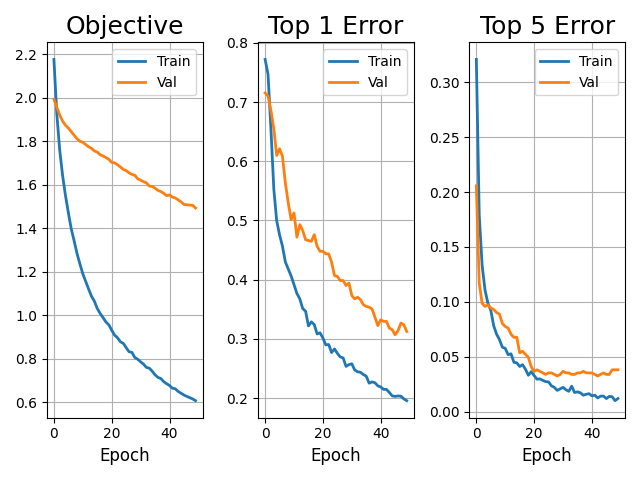 Objective
Train
Val
2.2
2.0
1.8
1.6
1.4
1.2
1.0
0.8
0.6
0
20
40
Epoch
Top 1 Error
Train
Val
0.8
0.7
0.6
0.5
0.4
0.3
0.2
0
20
40
Epoch
Top 5 Error
Train
Val
0.30
0.25
0.20
0.15
0.10
0.05
0.00
0
20
40
Epoch